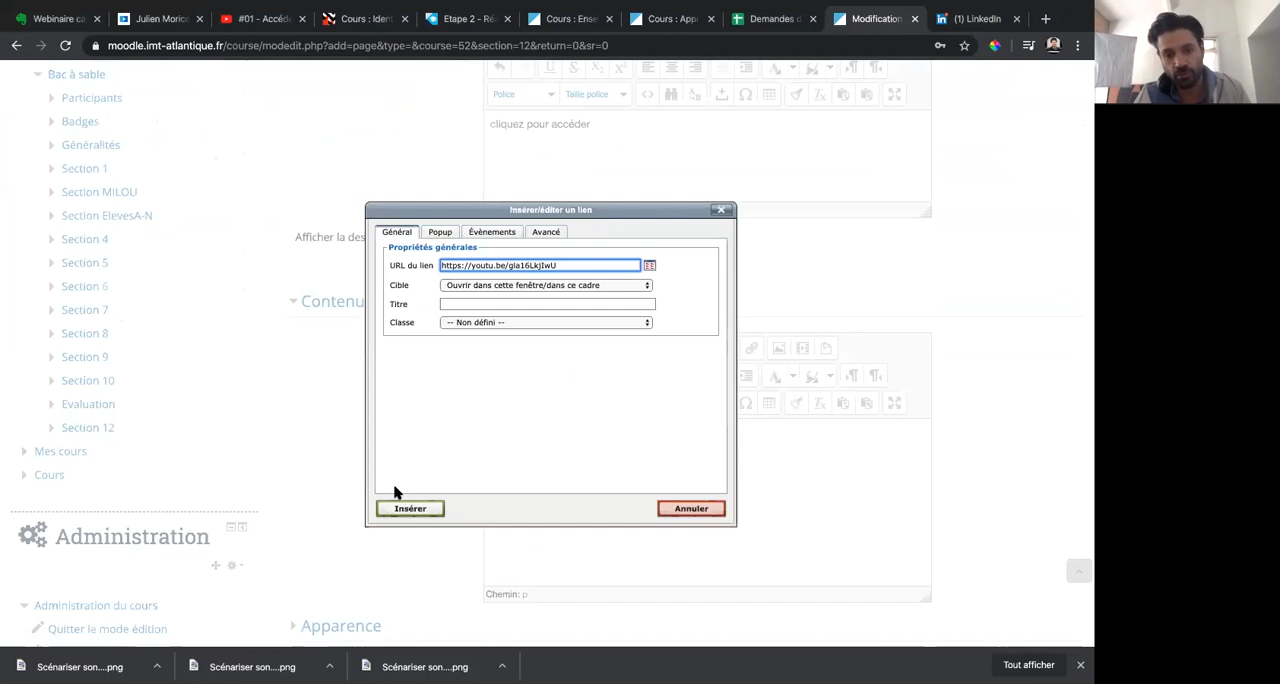 Webinaire ca
Julien Moric
#01 - Accéde
Cours : Ident
Etape 2 - Ré
Cours : Ense
Cours : Appr
Demandes d
Modification
(1) LinkedIn
moodle.imt-atlantique.fr/course/modedit.php?add=page&type=&course=52&section=12&return=0&sr=0
Bac à sable
Participants
Badges
Généralités
Section 1
Section MILOU
Section ElevesA-N
Section 4
Section 5
Section 6
Section 7
Section 8
Section 9
Section 10
Evaluation
Section 12
Mes cours
Cours
Administration
Administration du cours
Quitter le mode édition
Police
Taille police
cliquez pour accéder
Afficher la des
Contenu
Insérer/éditer un lien
Général
Popup
Évènements
Avancé
Propriétés générales
URL du lien
https://youtu.be/gla16LkjIwU
Cible
Ouvrir dans cette fenêtre/dans ce cadre
Titre
Classe
-- Non défini --
Insérer
Annuler
Chemin: p
Apparence
Scénariser son....png
Scénariser son....png
Scénariser son....png
Tout afficher